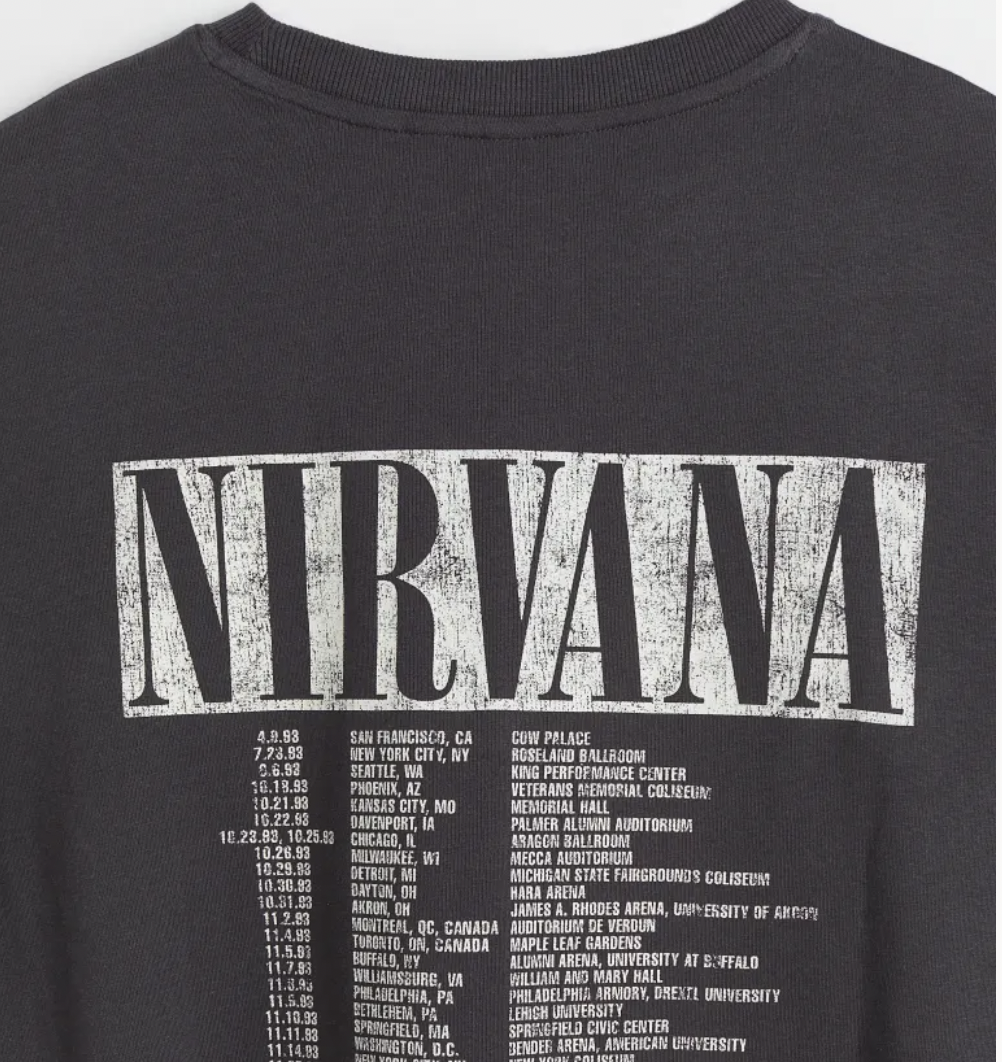 NIRVANA
4.9.93 SAN FRANCISCO, CA COW PALACE
7.23.93 NEW YORK CITY, NY ROSELAND BALLROOM
SEATTLE, WA KING PERFORMANCE CENTER
10.18.93 PHOENIX, AZ VETERANS MEMORIAL COLISEUM
10.21.93 KANSAS CITY, MO MEMORIAL HALL
10.22.93 DAVENPORT, IA PALMER ALUMNI AUDITORIUM
10.23.93, 10.25.93 CHICAGO, IL ARAGON BALLROOM
10.26.93 MILWAUKEE, WI MECCA AUDITORIUM
10.29.93 DETROIT, MI MICHIGAN STATE FAIRGROUNDS COLISEUM
10.30.93 DAYTON, OH HARA ARENA
10.31.93 AKRON, OH JAMES A. RHODES ARENA, UNIVERSITY OF AKRON
11.2.93 MONTREAL, QC, CANADA AUDITORIUM DE VERDUN
11.4.93 TORONTO, ON, CANADA MAPLE LEAF GARDENS
11.5.93 BUFFALO, NY ALUMNI ARENA, UNIVERSITY AT BUFFALO
11.7.93 WILLIAMSBURG, VA WILLIAM AND MARY HALL
PHILADELPHIA, PA PHILADELPHIA ARMORY, DREXEL UNIVERSITY
BETHLEHEM, PA LEHIGH UNIVERSITY
11.10.93 SPRINGFIELD, MA SPRINGFIELD CIVIC CENTER
11.11.93 WASHINGTON, D.C. BENDER ARENA, AMERICAN UNIVERSITY
11.14.93 NEW YORK COLISEUM